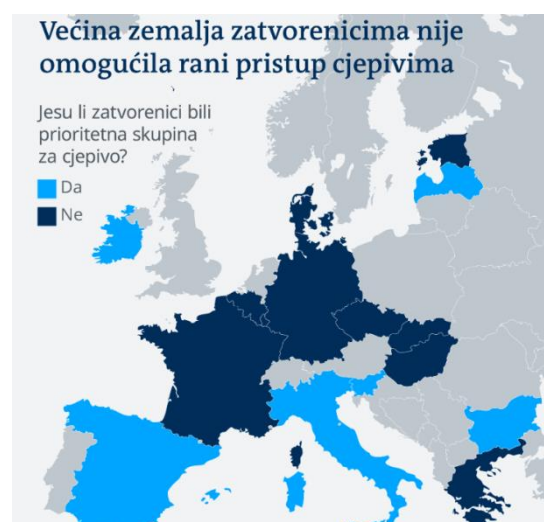 Većina zemalja zatvorenicima nije
omogućila rani pristup cjepivima
Jesu li zatvorenici bili
prioritetna skupina
za cjepivo?
Da
Ne